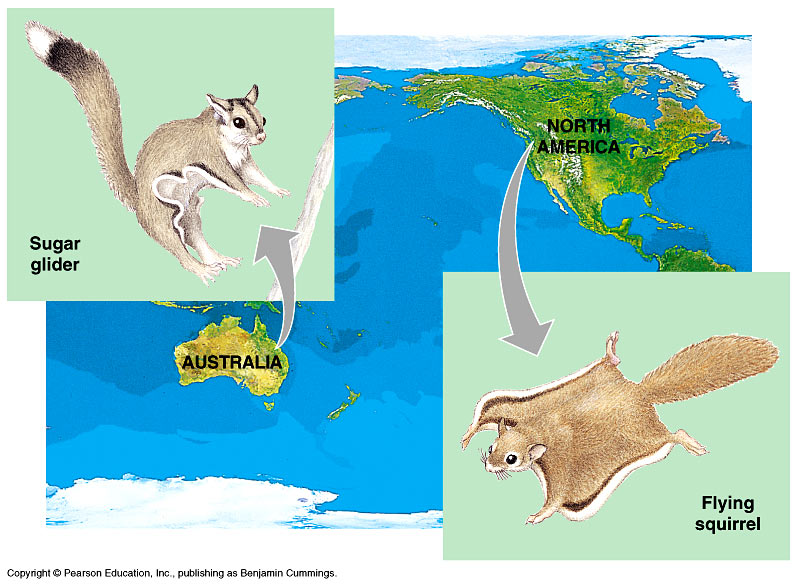 NORTH
AMERICA
Sugar
glider
AUSTRALIA
Flying
squirrel
Copyright © Pearson Education, Inc., publishing as Benjamin Cummings.